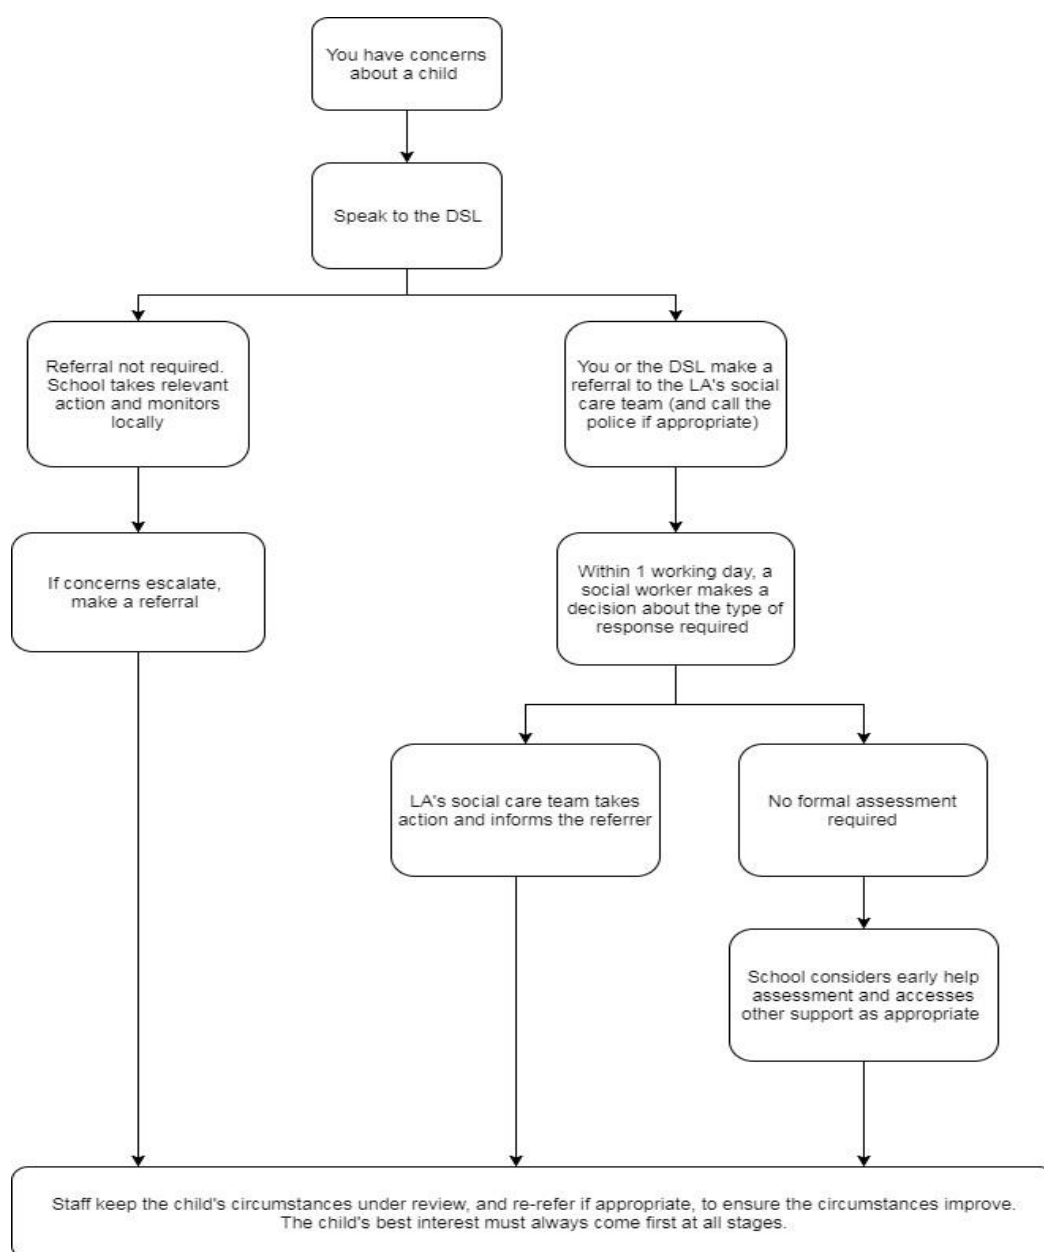 You have concerns
about a child
Speak to the DSL
Referral not required.
School takes relevant
action and monitors
locally
You or the DSL make a
referral to the LA's social
care team (and call the
police if appropriate)
If concerns escalate,
make a referral
Within 1 working day, a
social worker makes a
decision about the type of
response required
LA's social care team takes
action and informs the referrer
No formal assessment
required
School considers early help
assessment and accesses
other support as appropriate
Staff keep the child's circumstances under review, and re-refer if appropriate, to ensure the circumstances improve.
The child's best interest must always come first at all stages.